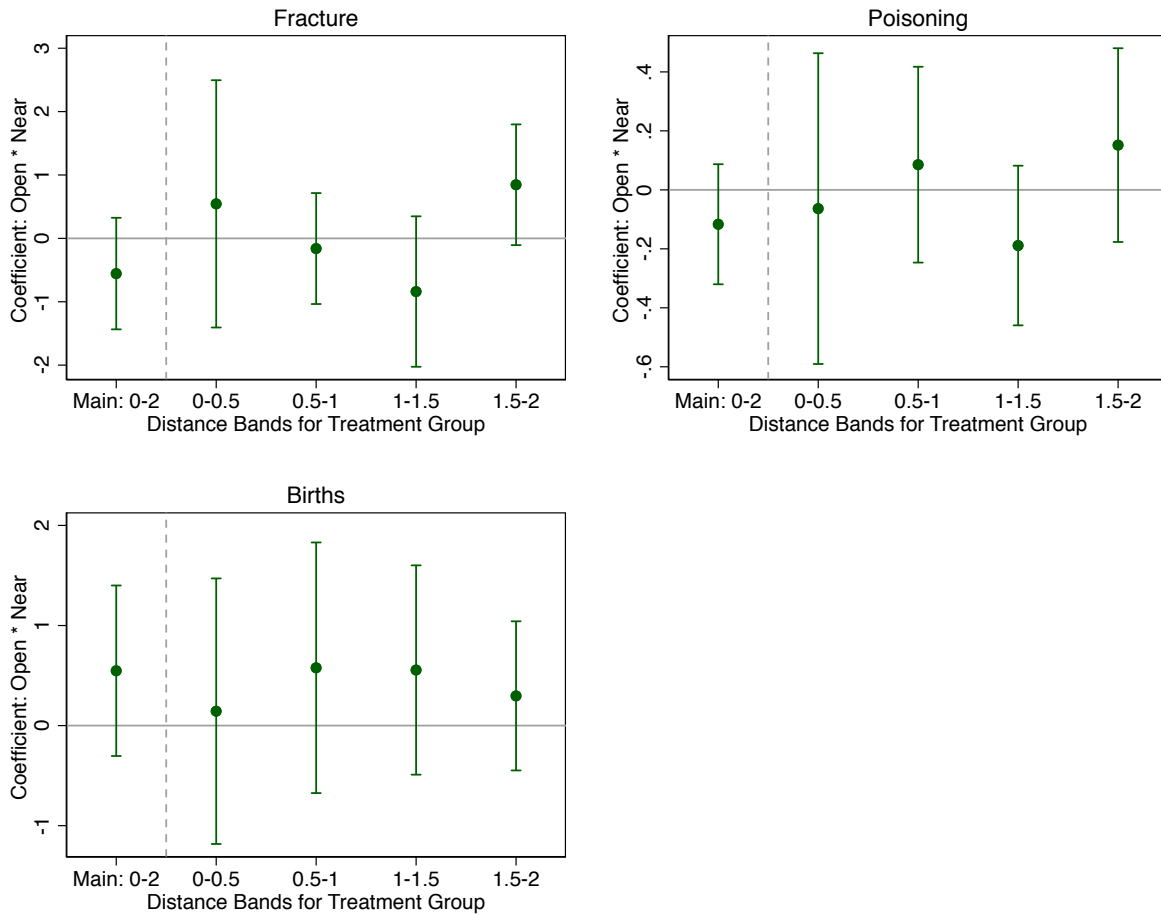 Fracture
Coefficient: Open * Near
3
2
1
0
-1
-2
Main: 0-2 0-0.5 0.5-1 1-1.5 1.5-2
Distance Bands for Treatment Group
Poisoning
Coefficient: Open * Near
.4
.2
0
-.2
-.4
-.6
Main: 0-2 0-0.5 0.5-1 1-1.5 1.5-2
Distance Bands for Treatment Group
Births
Coefficient: Open * Near
2
1
0
-1
Main: 0-2 0-0.5 0.5-1 1-1.5 1.5-2
Distance Bands for Treatment Group